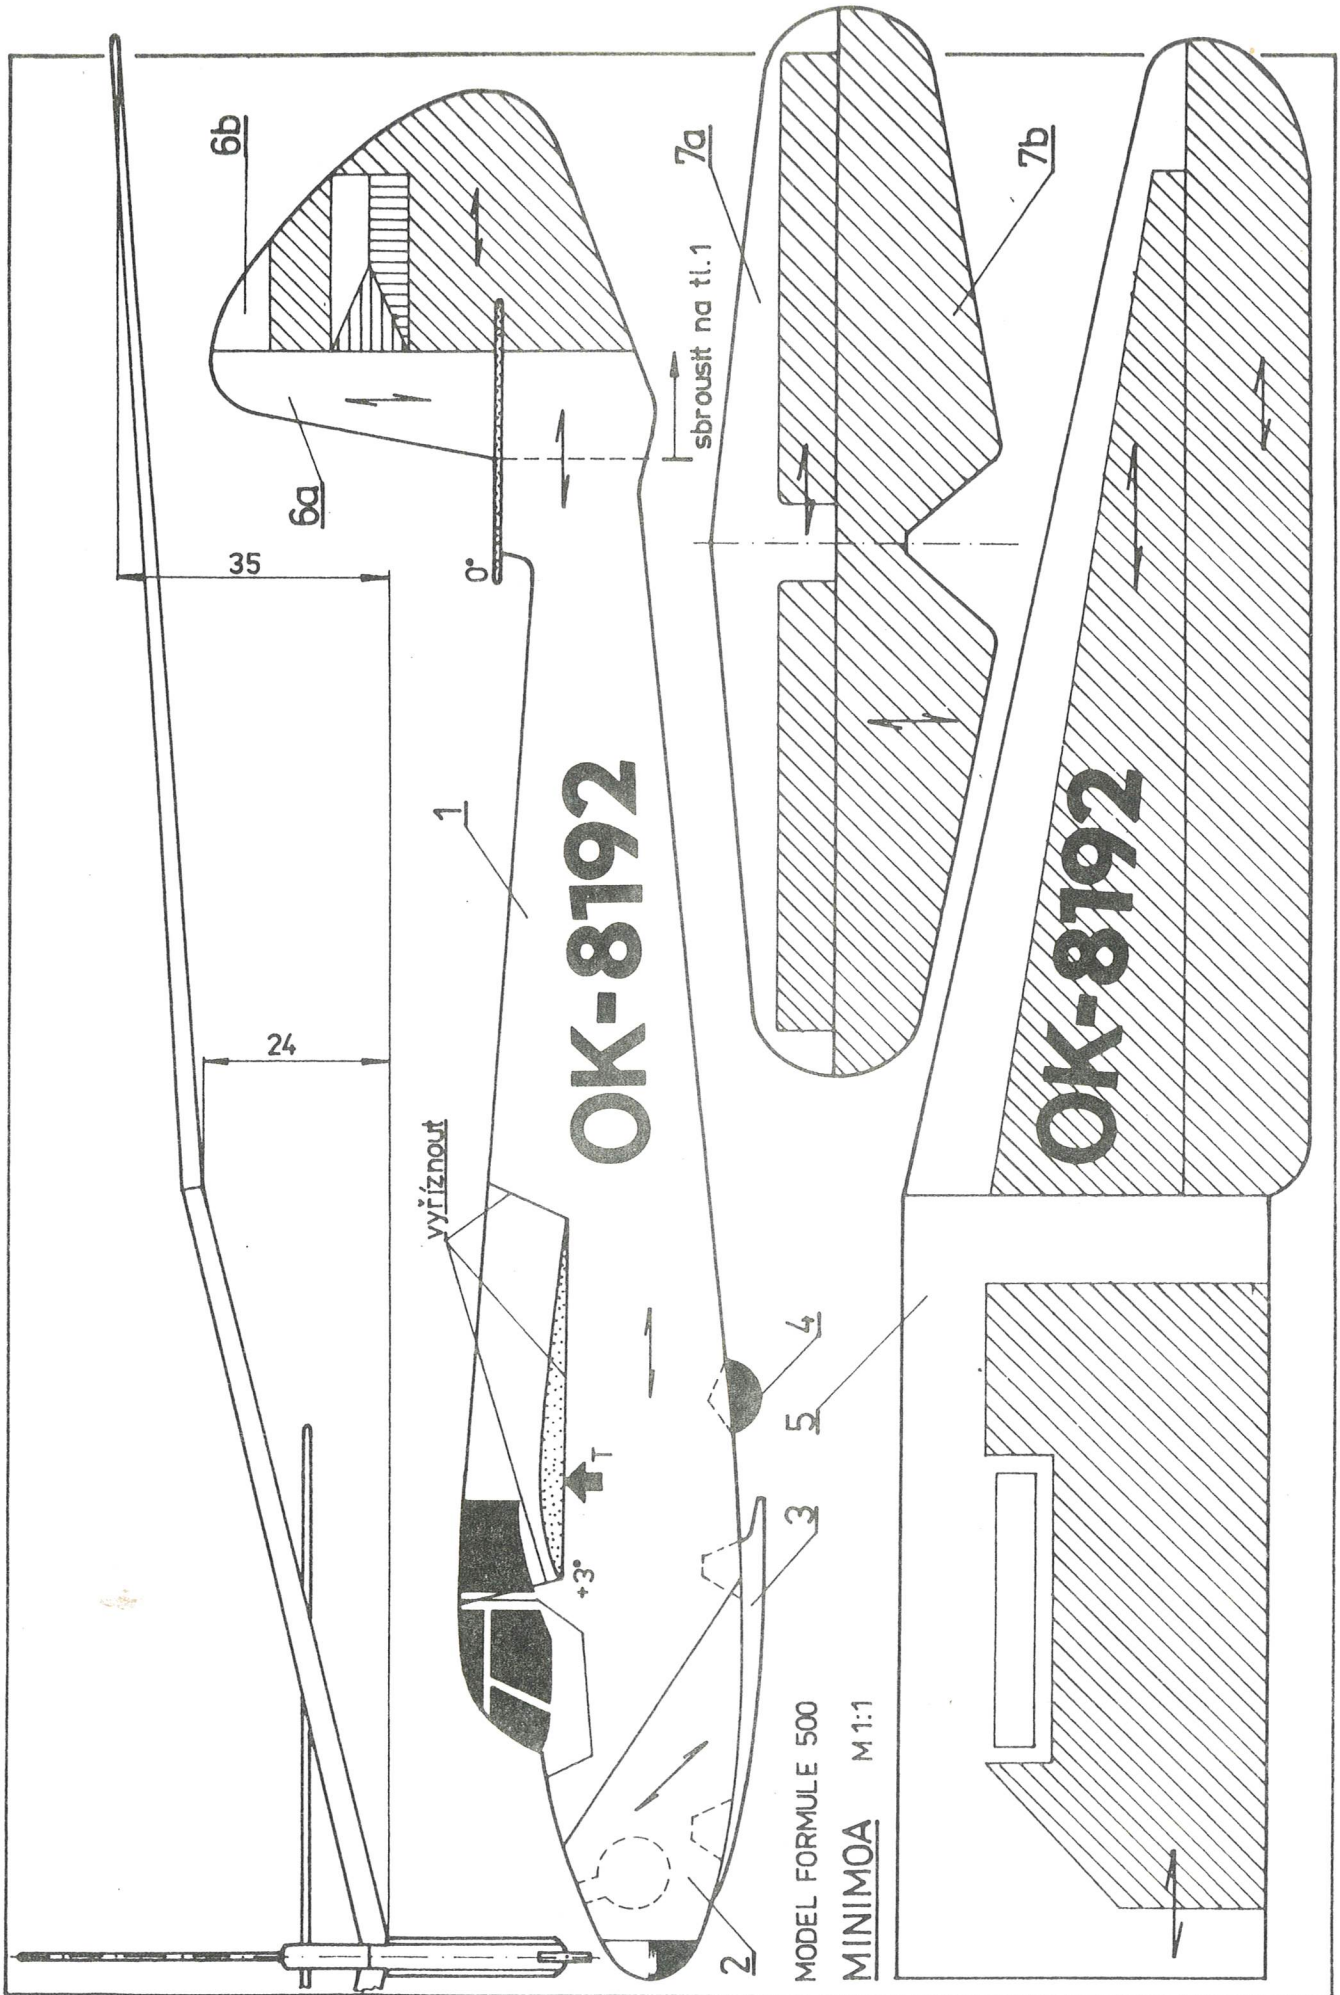 6b
6a
35
0°
sbrousit na tl.1
7a
7b
1
24
vyříznout
OK-8192
OK-8192
+3°
T
4
5
3
2
MODEL FORMULE 500
MINIMOA M1:1